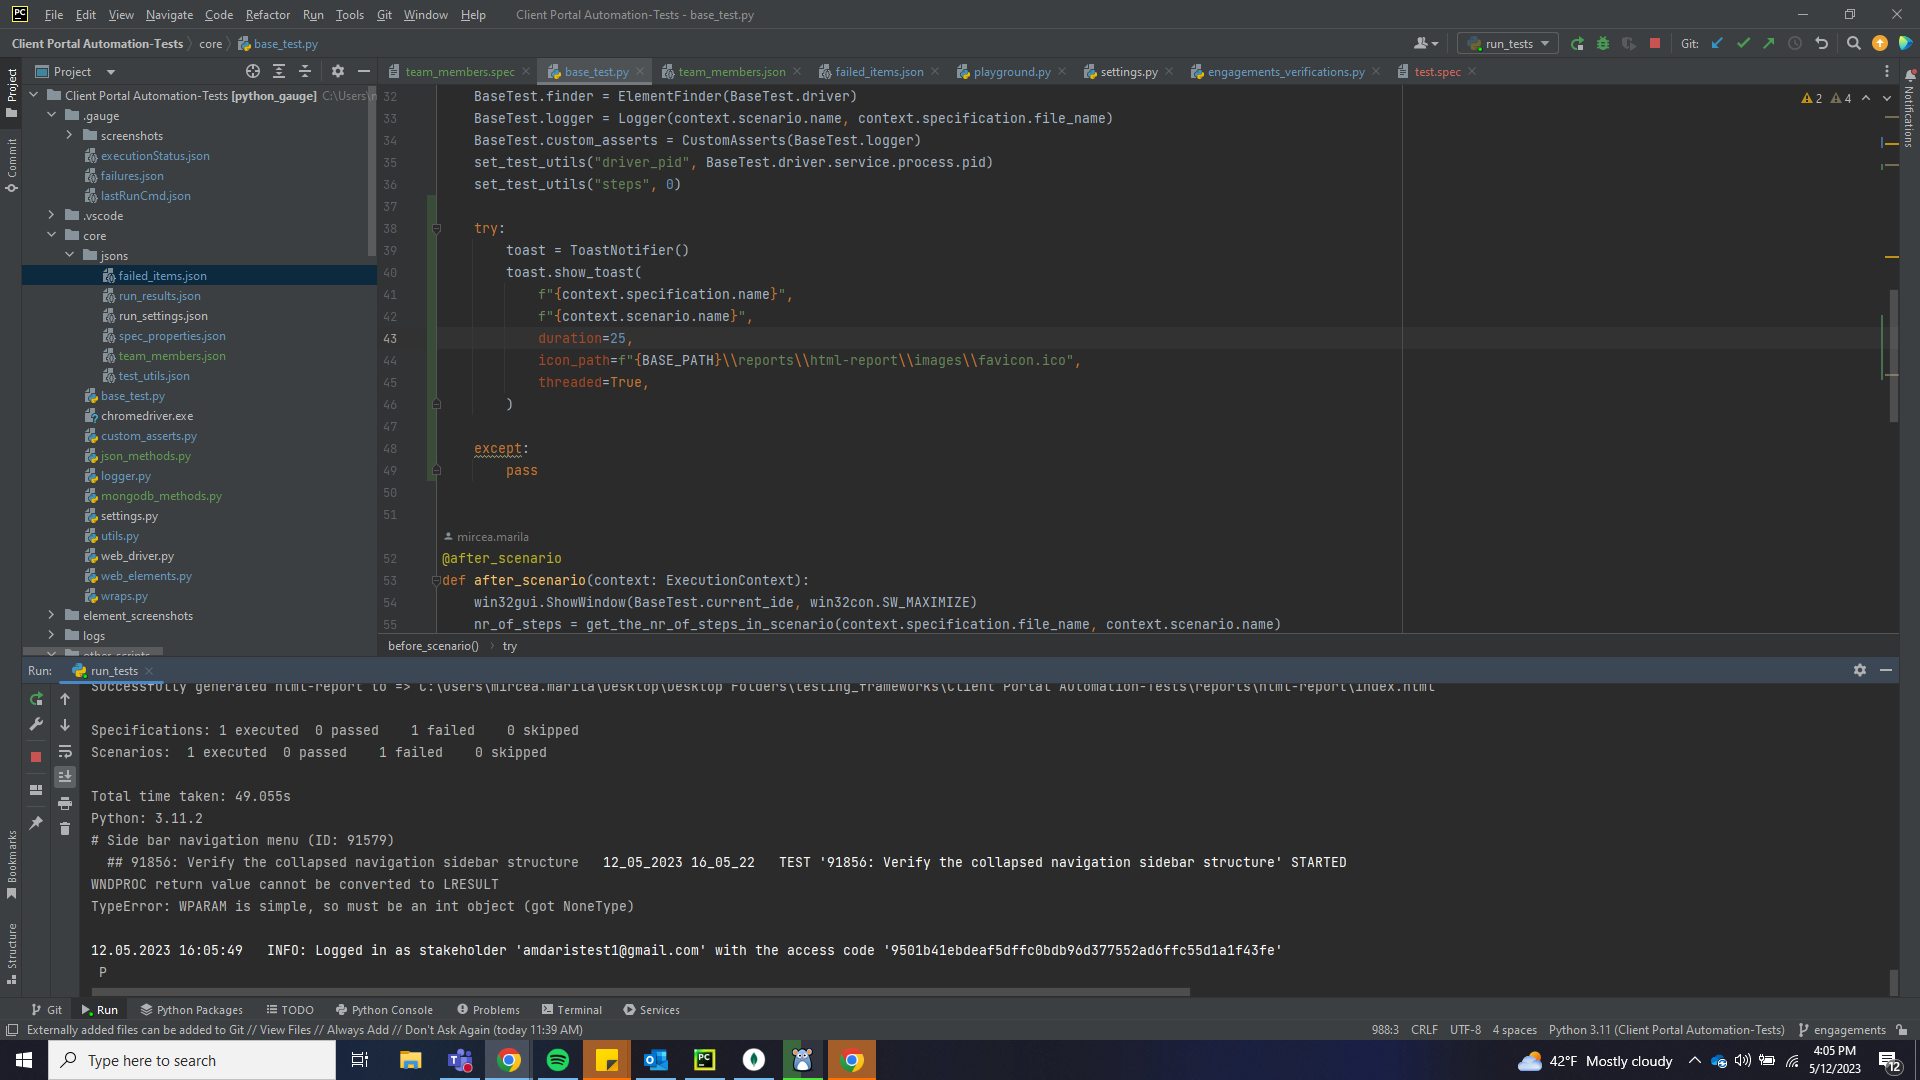 File Edit View Navigate Code Refactor Run Tools Git Window Help Client Portal Automation-Tests - base_test.py
Client Portal Automation-Tests core base_test.py run_tests Git:
Project
Project
Commit
Client Portal Automation-Tests [python_gauge]
.gauge
screenshots
executionStatus.json
failures.json
lastRunCmd.json
.vscode
core
jsons
failed_items.json
run_results.json
run_settings.json
spec_properties.json
team_members.json
test_utils.json
base_test.py
chromedriver.exe
custom_asserts.py
json_methods.py
logger.py
mongodb_methods.py
settings.py
utils.py
web_driver.py
web_elements.py
wraps.py
element_screenshots
logs
team_members.spec base_test.py team_members.json failed_items.json playground.py settings.py engagements_verifications.py test.spec
Notifications
2 4
32 BaseTest.finder = ElementFinder(BaseTest.driver)
33 BaseTest.logger = Logger(context.scenario.name, context.specification.file_name)
34 BaseTest.custom_asserts = CustomAsserts(BaseTest.logger)
35 set_test_utils("driver_pid", BaseTest.driver.service.process.pid)
36 set_test_utils("steps", 0)
37
38 try:
39 toast = ToastNotifier()
40 toast.show_toast(
41 f"{context.specification.name}",
42 f"{context.scenario.name}",
43 duration=25,
44 icon_path=f"{BASE_PATH}\\reports\\html-report\\images\\favicon.ico",
45 threaded=True,
46 )
47
48 except:
49 pass
50
51
mircea.marila
52 @after_scenario
53 def after_scenario(context: ExecutionContext):
54 win32gui.ShowWindow(BaseTest.current_ide, win32con.SW_MAXIMIZE)
55 nr_of_steps = get_the_nr_of_steps_in_scenario(context.specification.file_name, context.scenario.name)
before_scenario() try
Run: run_tests
Successfully generated html-report to => C:\Users\mircea.marila\Desktop\Desktop Folders\testing_frameworks\Client Portal Automation-Tests\reports\html-report\index.html
Specifications: 1 executed 0 passed 1 failed 0 skipped
Scenarios: 1 executed 0 passed 1 failed 0 skipped
Total time taken: 49.055s
Python: 3.11.2
# Side bar navigation menu (ID: 91579)
## 91856: Verify the collapsed navigation sidebar structure 12_05_2023 16_05_22 TEST '91856: Verify the collapsed navigation sidebar structure' STARTED
WNDPROC return value cannot be converted to LRESULT
TypeError: WPARAM is simple, so must be an int object (got NoneType)
12.05.2023 16:05:49 INFO: Logged in as stakeholder 'amdaristest1@gmail.com' with the access code '9501b41ebdeaf5dffc0bdb96d377552ad6ffc55d1a1f43fe'
P
Bookmarks
Structure
Git Run Python Packages TODO Python Console Problems Terminal Services
Externally added files can be added to Git // View Files // Always Add // Don't Ask Again (today 11:39 AM) 988:3 CRLF UTF-8 4 spaces Python 3.11 (Client Portal Automation-Tests) engagements
Type here to search 42°F Mostly cloudy 4:05 PM
5/12/2023 12